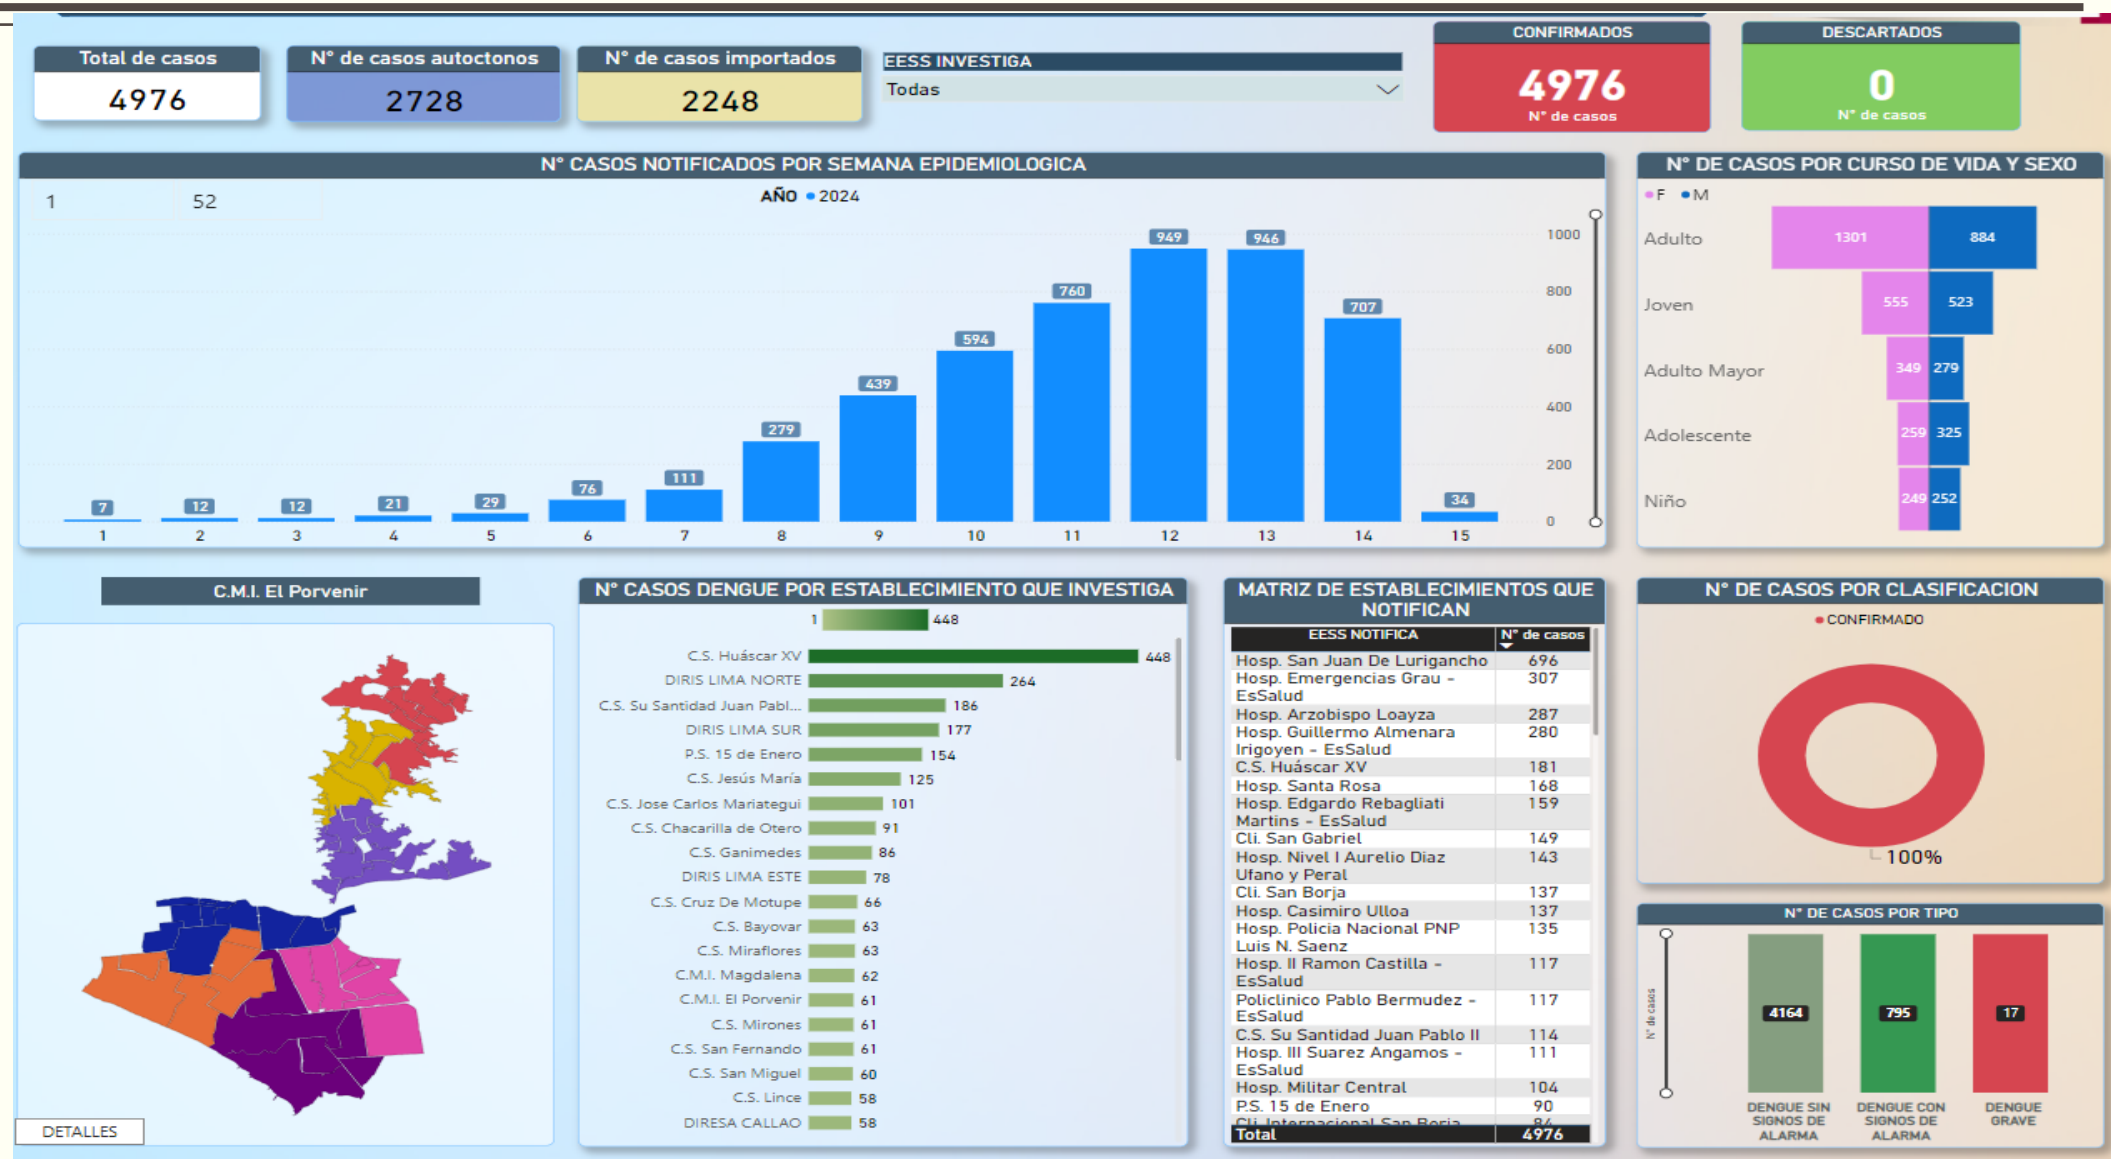 Total de casos
4976
N° de casos autoctonos
2728
N° de casos importados
2248
EESS INVESTIGA
Todas
CONFIRMADOS
4976
N° de casos
DESCARTADOS
0
N° de casos
N° CASOS NOTIFICADOS POR SEMANA EPIDEMIOLOGICA
1 52
AÑO 2024
1000
800
600
400
200
0
7 12 12 21 29 76 111 279 439 594 760 949 946 707 34
1 2 3 4 5 6 7 8 9 10 11 12 13 14 15
N° DE CASOS POR CURSO DE VIDA Y SEXO
F M
Adulto 1301 884
Joven 555 523
Adulto Mayor 349 279
Adolescente 259 325
Niño 249 252
C.M.I. El Porvenir
DETALLES
N° CASOS DENGUE POR ESTABLECIMIENTO QUE INVESTIGA
1 448
C.S. Huáscar XV 448
DIRIS LIMA NORTE 264
C.S. Su Santidad Juan Pabl... 186
DIRIS LIMA SUR 177
P.S. 15 de Enero 154
C.S. Jesús María 125
C.S. Jose Carlos Mariategui 101
C.S. Chacarilla de Otero 91
C.S. Ganimedes 86
DIRIS LIMA ESTE 78
C.S. Cruz De Motupe 66
C.S. Bayovar 63
C.S. Miraflores 63
C.M.I. Magdalena 62
C.M.I. El Porvenir 61
C.S. Mirones 61
C.S. San Fernando 61
C.S. San Miguel 60
C.S. Lince 58
DIRESA CALLAO 58
MATRIZ DE ESTABLECIMIENTOS QUE
NOTIFICAN
EESS NOTIFICA N° de casos
Hosp. San Juan De Lurigancho 696
Hosp. Emergencias Grau - 307
EsSalud
Hosp. Arzobispo Loayza 287
Hosp. Guillermo Almenara 280
Irigoyen - EsSalud
C.S. Huáscar XV 181
Hosp. Santa Rosa 168
Hosp. Edgardo Rebagliati 159
Martins - EsSalud
Cli. San Gabriel 149
Hosp. Nivel I Aurelio Diaz 143
Ufano y Peral
Cli. San Borja 137
Hosp. Casimiro Ulloa 137
Hosp. Policia Nacional PNP 135
Luis N. Saenz
Hosp. II Ramon Castilla - 117
EsSalud
Policlinico Pablo Bermudez - 117
EsSalud
C.S. Su Santidad Juan Pablo II 114
Hosp. III Suarez Angamos - 111
EsSalud
Hosp. Militar Central 104
P.S. 15 de Enero 90
Cli. Internacional San Borja 84
Total 4976
N° DE CASOS POR CLASIFICACION
CONFIRMADO
100%
N° DE CASOS POR TIPO
N° de casos
4164 795 17
DENGUE SIN
SIGNOS DE
ALARMA
DENGUE CON
SIGNOS DE
ALARMA
DENGUE
GRAVE